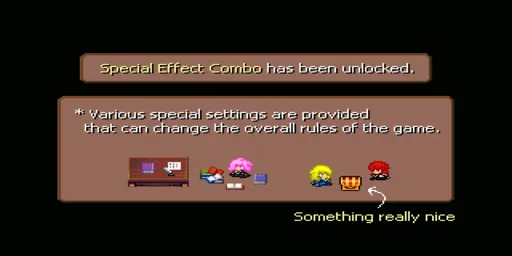 Special Effect Combo has been unlocked.
* Various special settings are provided
that can change the overall rules of the game.
Something really nice